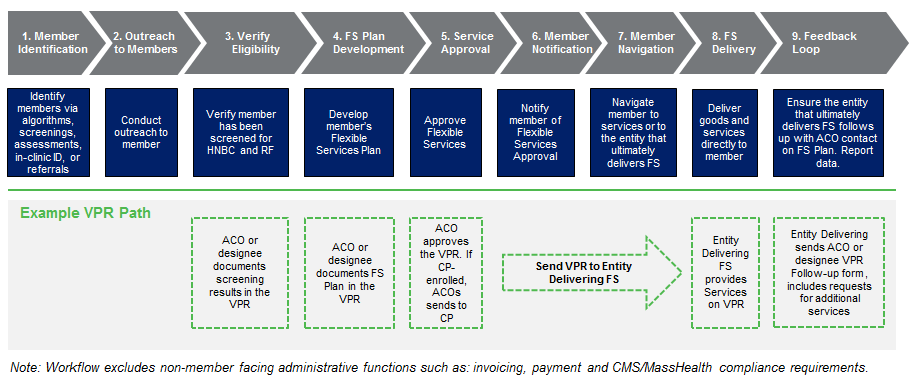 1. Member
Identification
2. Outreach
to Members
3. Verify
Eligibility
4. FS Plan
Development
5. Service
Approval
6. Member
Notification
7. Member
Navigation
8. FS
Delivery
9. Feedback
Loop
Identify
members via
algorithms,
screenings,
assessments,
in-clinic ID, or
referrals
Conduct
outreach to
member
Verify member
has been
screened for
HNBC and RF
Develop
member's
Flexible
Services Plan
Approve
Flexible
Services
Notify
member of
Flexible
Services
Approval
Navigate
member to
services or to
the entity that
ultimately
delivers FS
Deliver
goods and
services
directly to
member
Ensure the entity
that ultimately
delivers FS follows
up with ACO contact
on FS Plan. Report
data.
Example VPR Path
ACO or
designee
documents
screening
results in the
VPR
ACO or
designee
documents FS
Plan in the
VPR
ACO
approves
the VPR. If
CP-
enrolled,
ACOs
sends to
CP
Send VPR to Entity
Delivering FS
Entity
Delivering
FS
provides
Services
on VPR
Entity Delivering
sends ACO or
designee VPR
Follow-up form,
includes requests
for additional
services
Note: Workflow excludes non-member facing administrative functions such as: invoicing, payment and CMS/MassHealth compliance requirements.